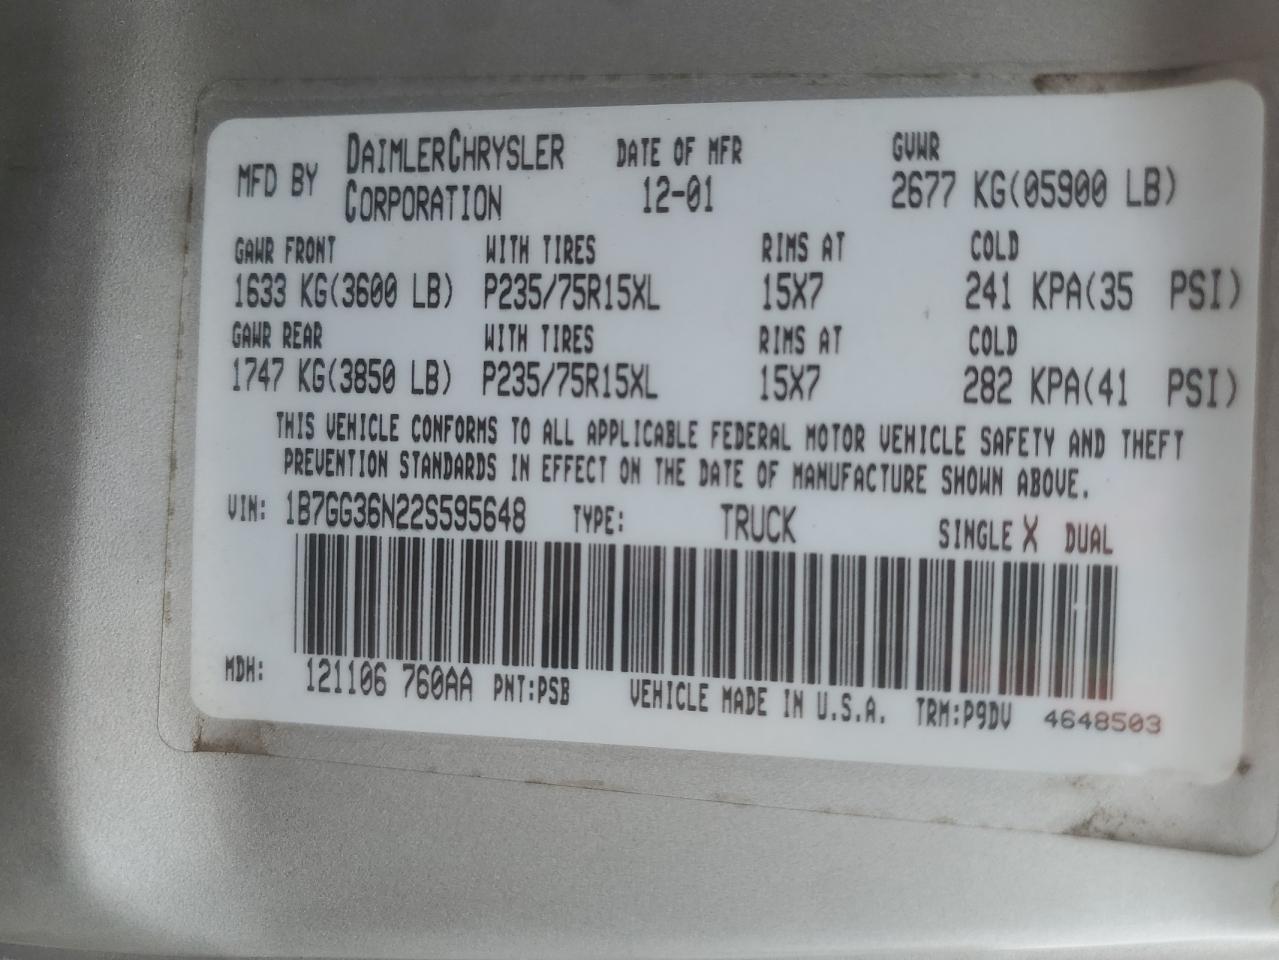 MFD BY DAIMLERCHRYSLER CORPORATION DATE OF MFR 12-01 GVWR 2677 KG(05900 LB)
GAWR FRONT WITH TIRES RIMS AT COLD
1633 KG(3600 LB) P235/75R15XL 15X7 241 KPA(35 PSI)
GAWR REAR WITH TIRES RIMS AT COLD
1747 KG(3850 LB) P235/75R15XL 15X7 282 KPA(41 PSI)
THIS VEHICLE CONFORMS TO ALL APPLICABLE FEDERAL MOTOR VEHICLE SAFETY AND THEFT
PREVENTION STANDARDS IN EFFECT ON THE DATE OF MANUFACTURE SHOWN ABOVE.
VIN: 1B7GG36N22S595648 TYPE: TRUCK SINGLE X DUAL
MDH: 121106 760AA PNT:PSB VEHICLE MADE IN U.S.A. TRM:P9DV 4648503